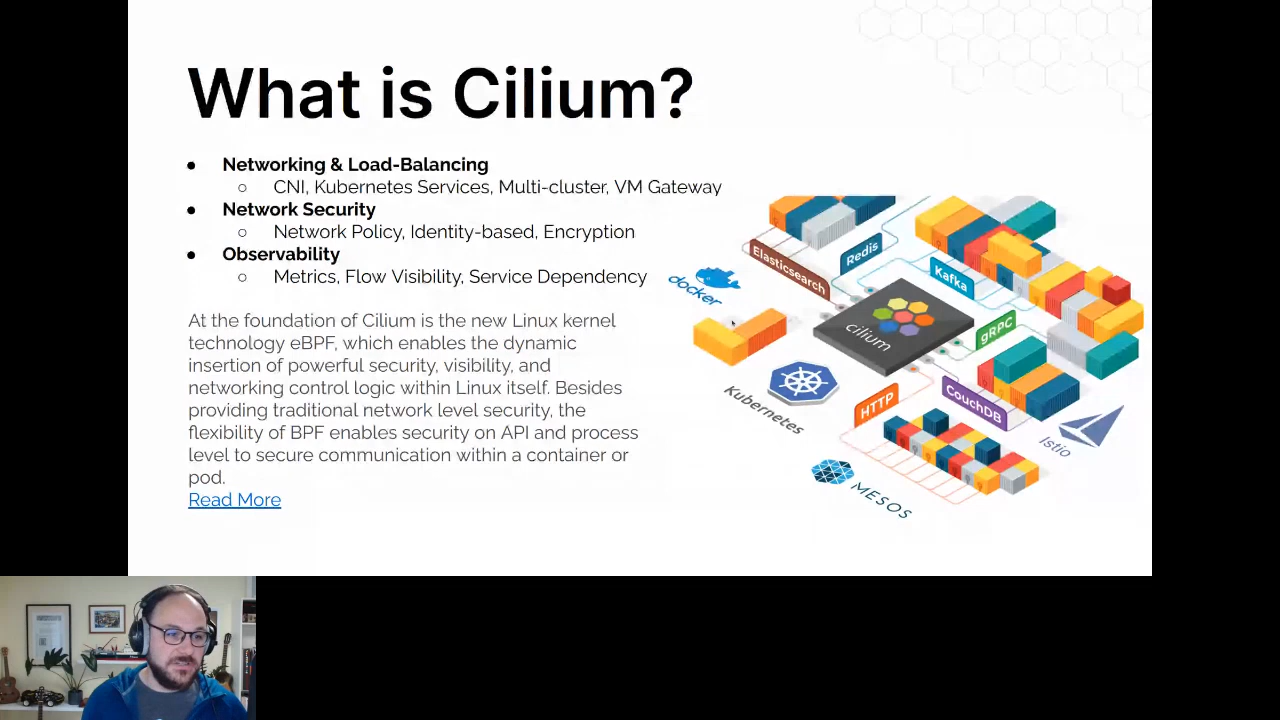 What is Cilium?
● Networking & Load-Balancing
○ CNI, Kubernetes Services, Multi-cluster, VM Gateway
● Network Security
○ Network Policy, Identity-based, Encryption
● Observability
○ Metrics, Flow Visibility, Service Dependency
At the foundation of Cilium is the new Linux kernel
technology eBPF, which enables the dynamic
insertion of powerful security, visibility, and
networking control logic within Linux itself. Besides
providing traditional network level security, the
flexibility of BPF enables security on API and process
level to secure communication within a container or
pod.
Read More
Elasticsearch
Redis
Kafka
docker
cilium
gRPC
Kubernetes
HTTP
CouchDB
Istio
MESOS